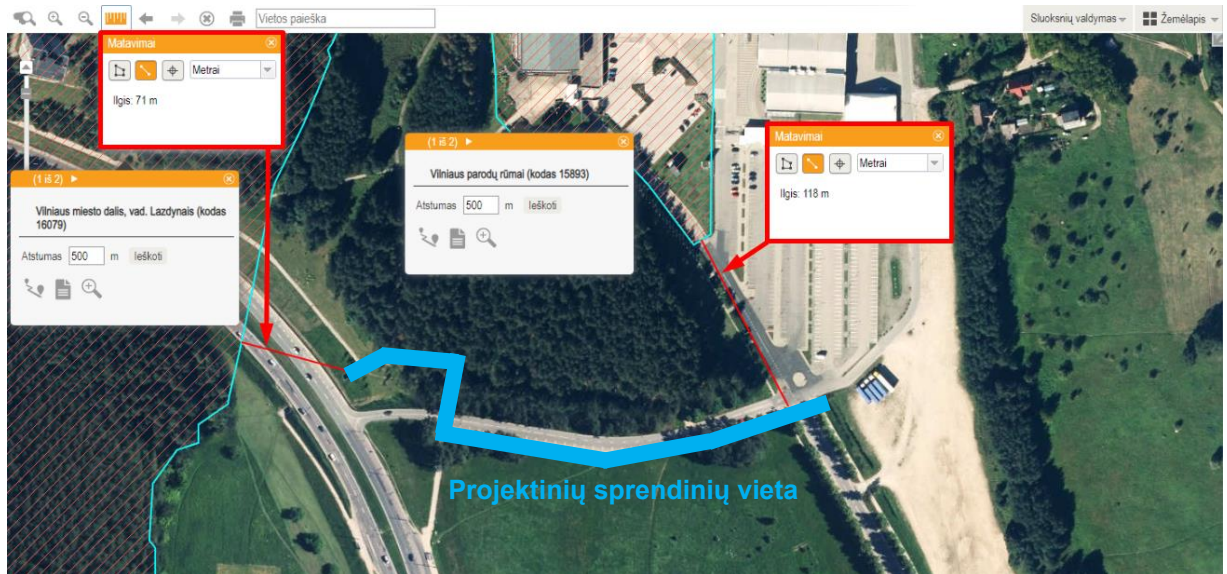 Vietos paieška
Sluoksnių valdymas
Žemėlapis
Matavimai
Metrai
Ilgis: 71 m
(1 iš 2)
Vilniaus miesto dalis, vad. Lazdynais (kodas
16079)
Atstumas 500 m Ieškoti
(1 iš 2)
Vilniaus parodų rūmai (kodas 15893)
Atstumas 500 m Ieškoti
Matavimai
Metrai
Ilgis: 118 m
Projektinių sprendinių vieta